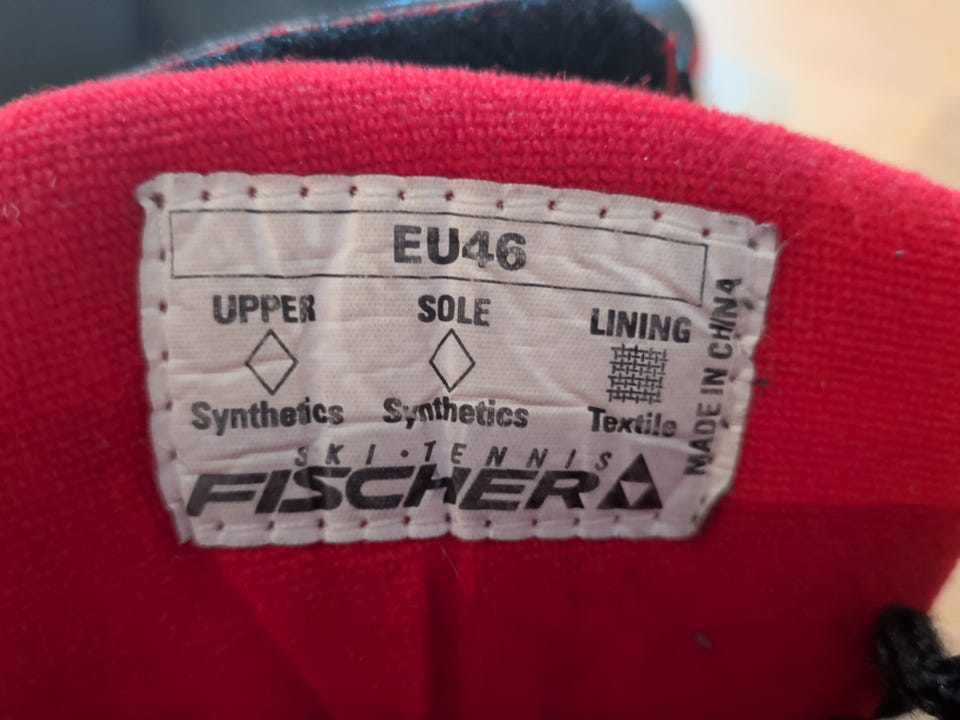 EU46
UPPER SOLE LINING
Synthetics Synthetics Textile
SKI·TENNIS
FISCHER
MADE IN CHINA